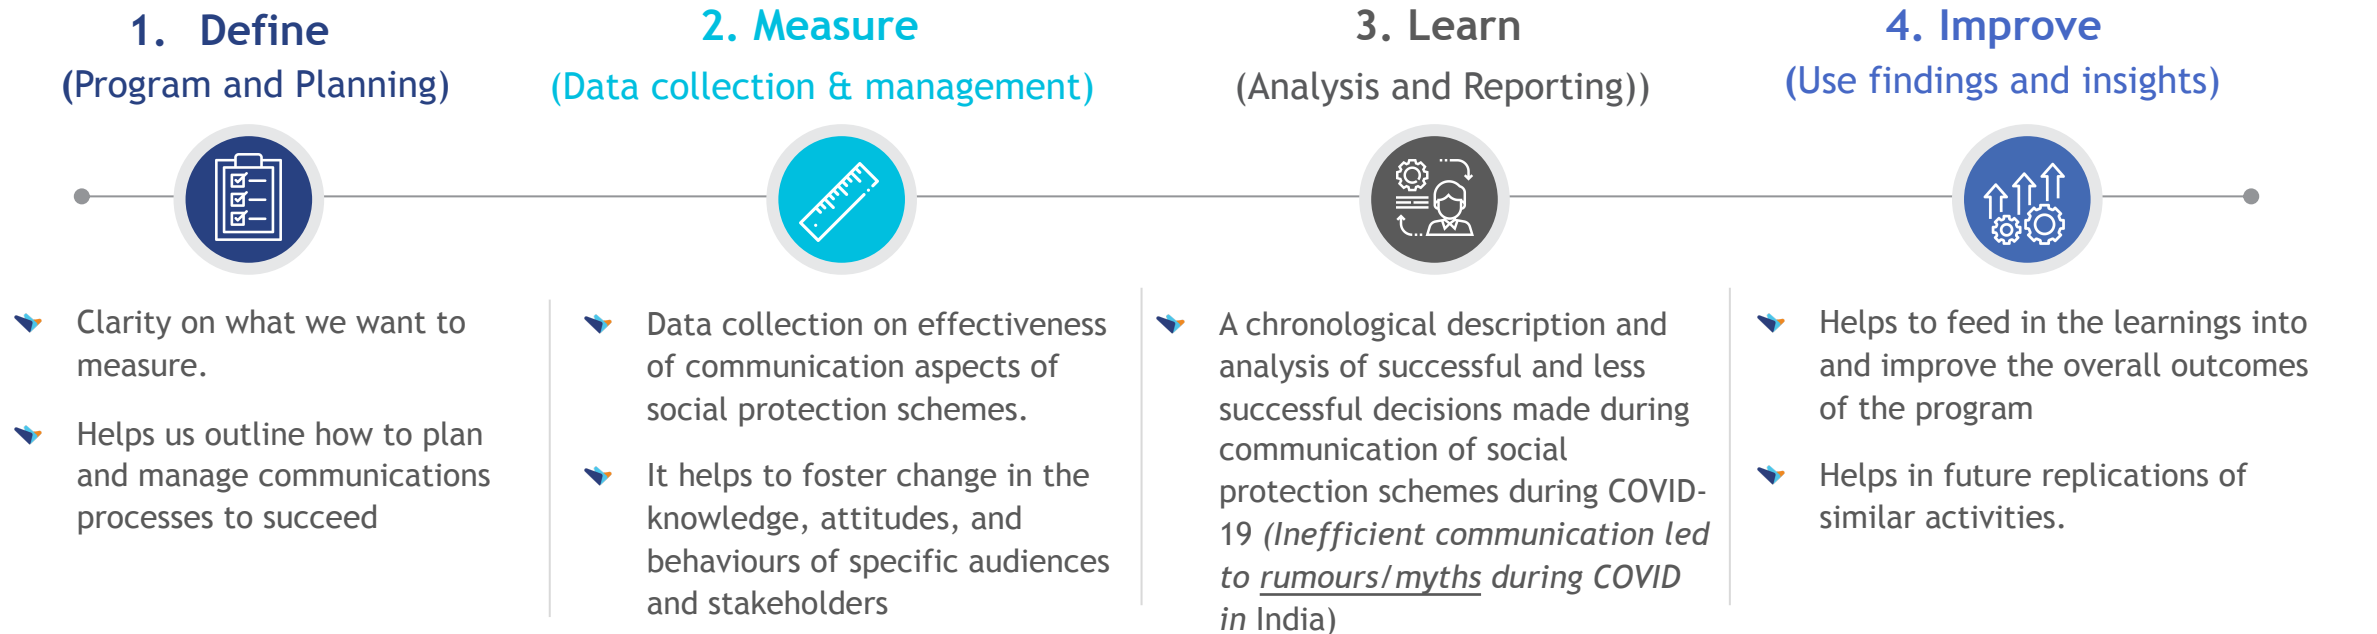 1. Define
(Program and Planning)
2. Measure
(Data collection & management)
3. Learn
(Analysis and Reporting))
4. Improve
(Use findings and insights)
Clarity on what we want to
measure.
Helps us outline how to plan
and manage communications
processes to succeed
Data collection on effectiveness
of communication aspects of
social protection schemes.
It helps to foster change in the
knowledge, attitudes, and
behaviours of specific audiences
and stakeholders
A chronological description and
analysis of successful and less
successful decisions made during
communication of social
protection schemes during COVID-
19 (Inefficient communication led
to rumours/myths during COVID
in India)
Helps to feed in the learnings into
and improve the overall outcomes
of the program
Helps in future replications of
similar activities.